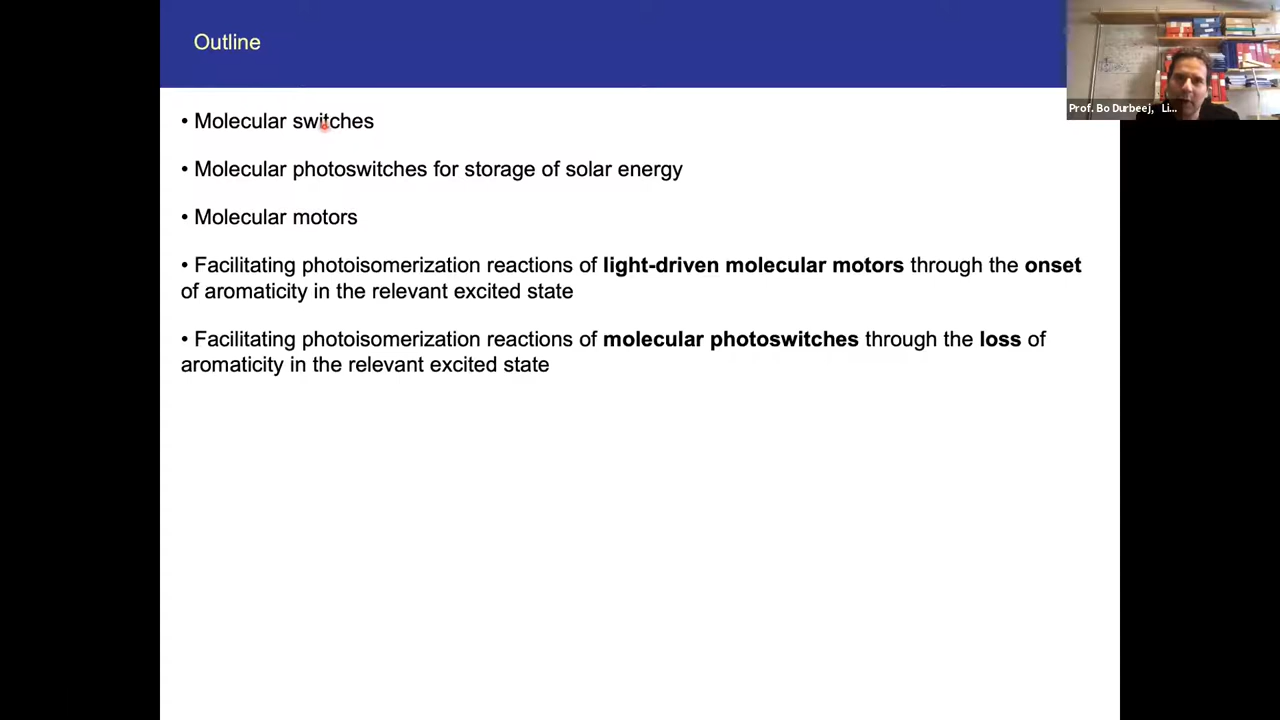 Outline
• Molecular switches
• Molecular photoswitches for storage of solar energy
• Molecular motors
• Facilitating photoisomerization reactions of light-driven molecular motors through the onset
of aromaticity in the relevant excited state
• Facilitating photoisomerization reactions of molecular photoswitches through the loss of
aromaticity in the relevant excited state
Prof. Bo Durbeej, Li...